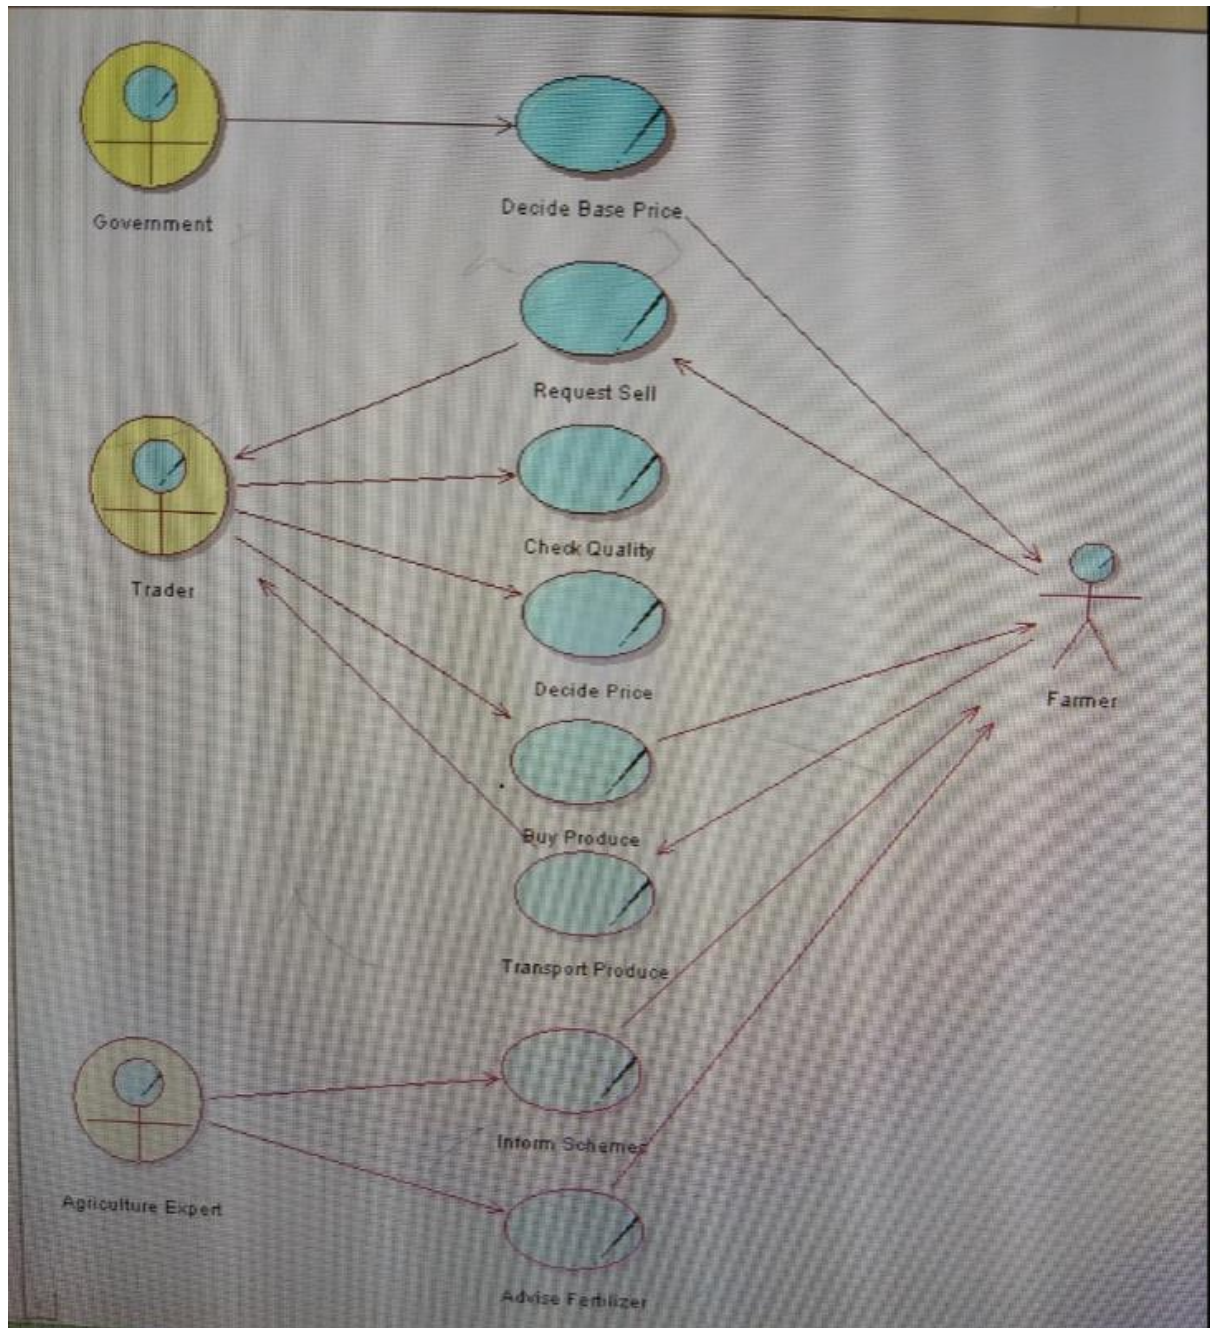 Government
Decide Base Price
Request Sell
Check Quality
Trader
Decide Price
Farmer
Buy Produce
Transport Produce
Inform Schemes
Agriculture Expert
Advise Fertilizer